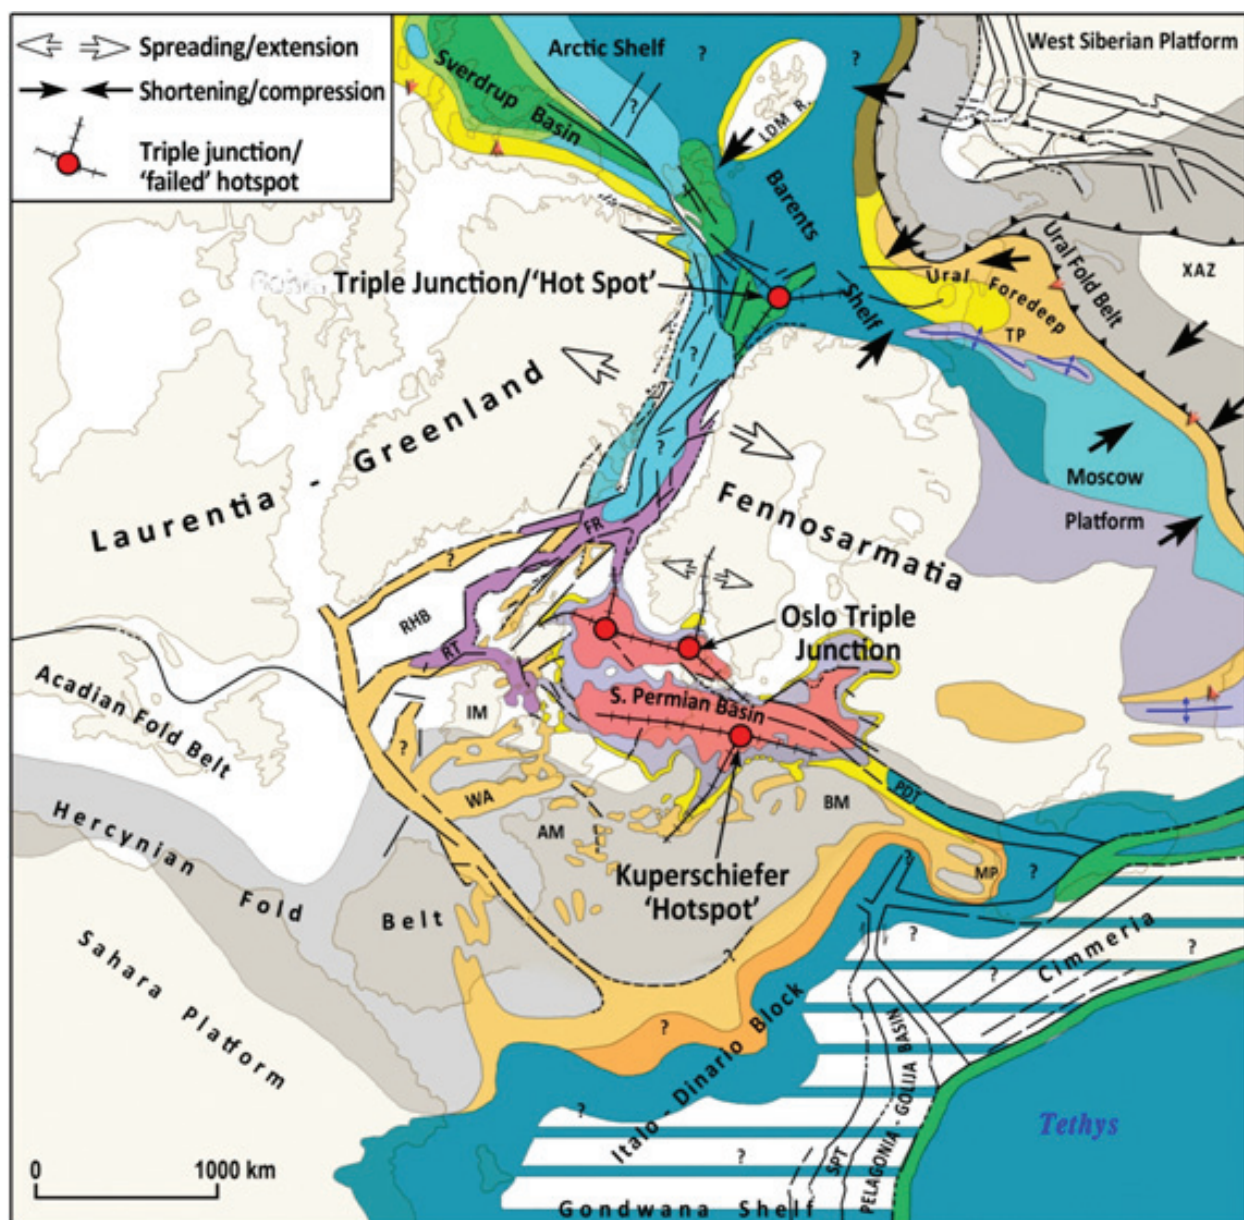 Spreading/extension
Shortening/compression
Triple junction/
'failed' hotspot
Arctic Shelf
?
?
West Siberian Platform
Sverdrup Basin
?
LDM R.
Barents
Shelf
Ural Fold Belt
XAZ
Triple Junction/'Hot Spot'
Ural Foredeep
TP
?
Laurentia - Greenland
?
Moscow
Platform
Fennosarmatia
FR
?
RHB
RT
Oslo Triple
Junction
Acadian Fold Belt
IM
S. Permian Basin
?
WA
AM
BM
PDT
Hercynian Fold Belt
Kuperschiefer
'Hotspot'
MP
?
?
?
?
?
?
Cimmeria
Sahara Platform
?
Italo - Dinario Block
PELAGONIA - GOLIJA BASIN
SPT
Tethys
?
?
0
1000 km
Gondwana Shelf